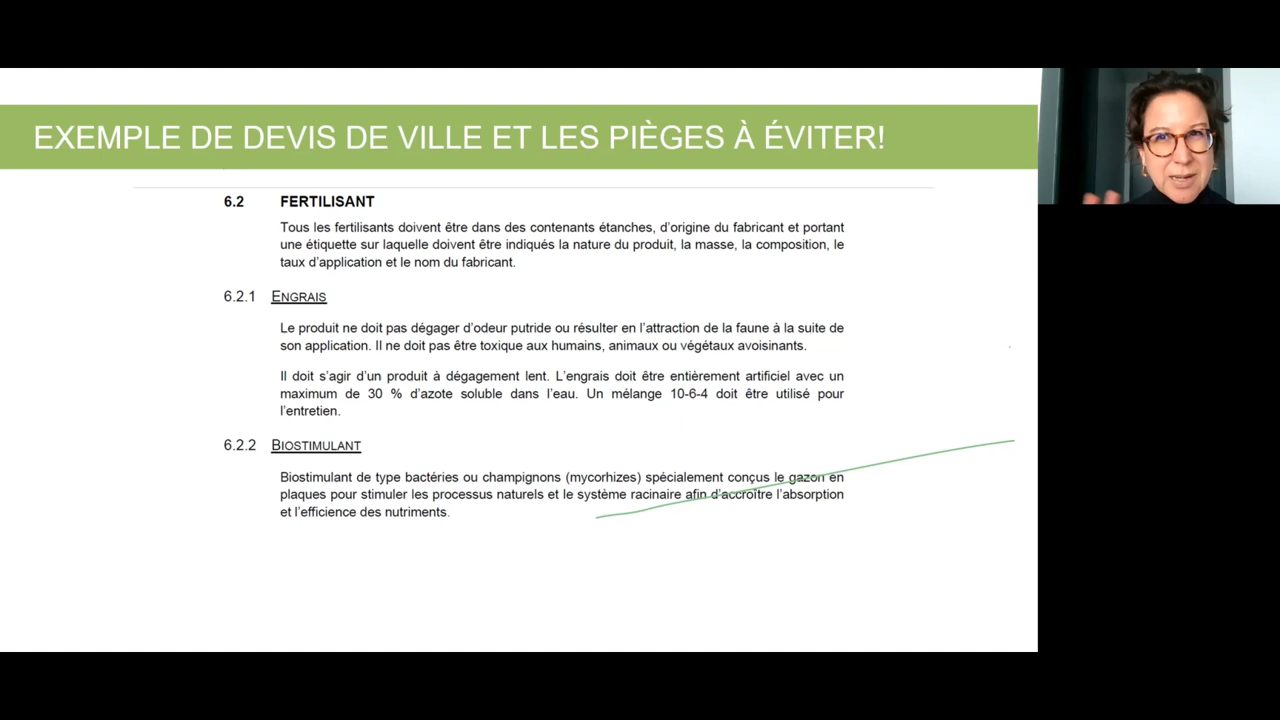 EXEMPLE DE DEVIS DE VILLE ET LES PIÈGES À ÉVITER!
6.2 FERTILISANT
Tous les fertilisants doivent être dans des contenants étanches, d'origine du fabricant et portant
une étiquette sur laquelle doivent être indiqués la nature du produit, la masse, la composition, le
taux d'application et le nom du fabricant.
6.2.1 ENGRAIS
Le produit ne doit pas dégager d'odeur putride ou résulter en l'attraction de la faune à la suite de
son application. Il ne doit pas être toxique aux humains, animaux ou végétaux avoisinants.
Il doit s'agir d'un produit à dégagement lent. L'engrais doit être entièrement artificiel avec un
maximum de 30 % d'azote soluble dans l'eau. Un mélange 10-6-4 doit être utilisé pour
l'entretien.
6.2.2 BIOSTIMULANT
Biostimulant de type bactéries ou champignons (mycorhizes) spécialement conçus le gazon en
plaques pour stimuler les processus naturels et le système racinaire afin d'accroître l'absorption
et l'efficience des nutriments.